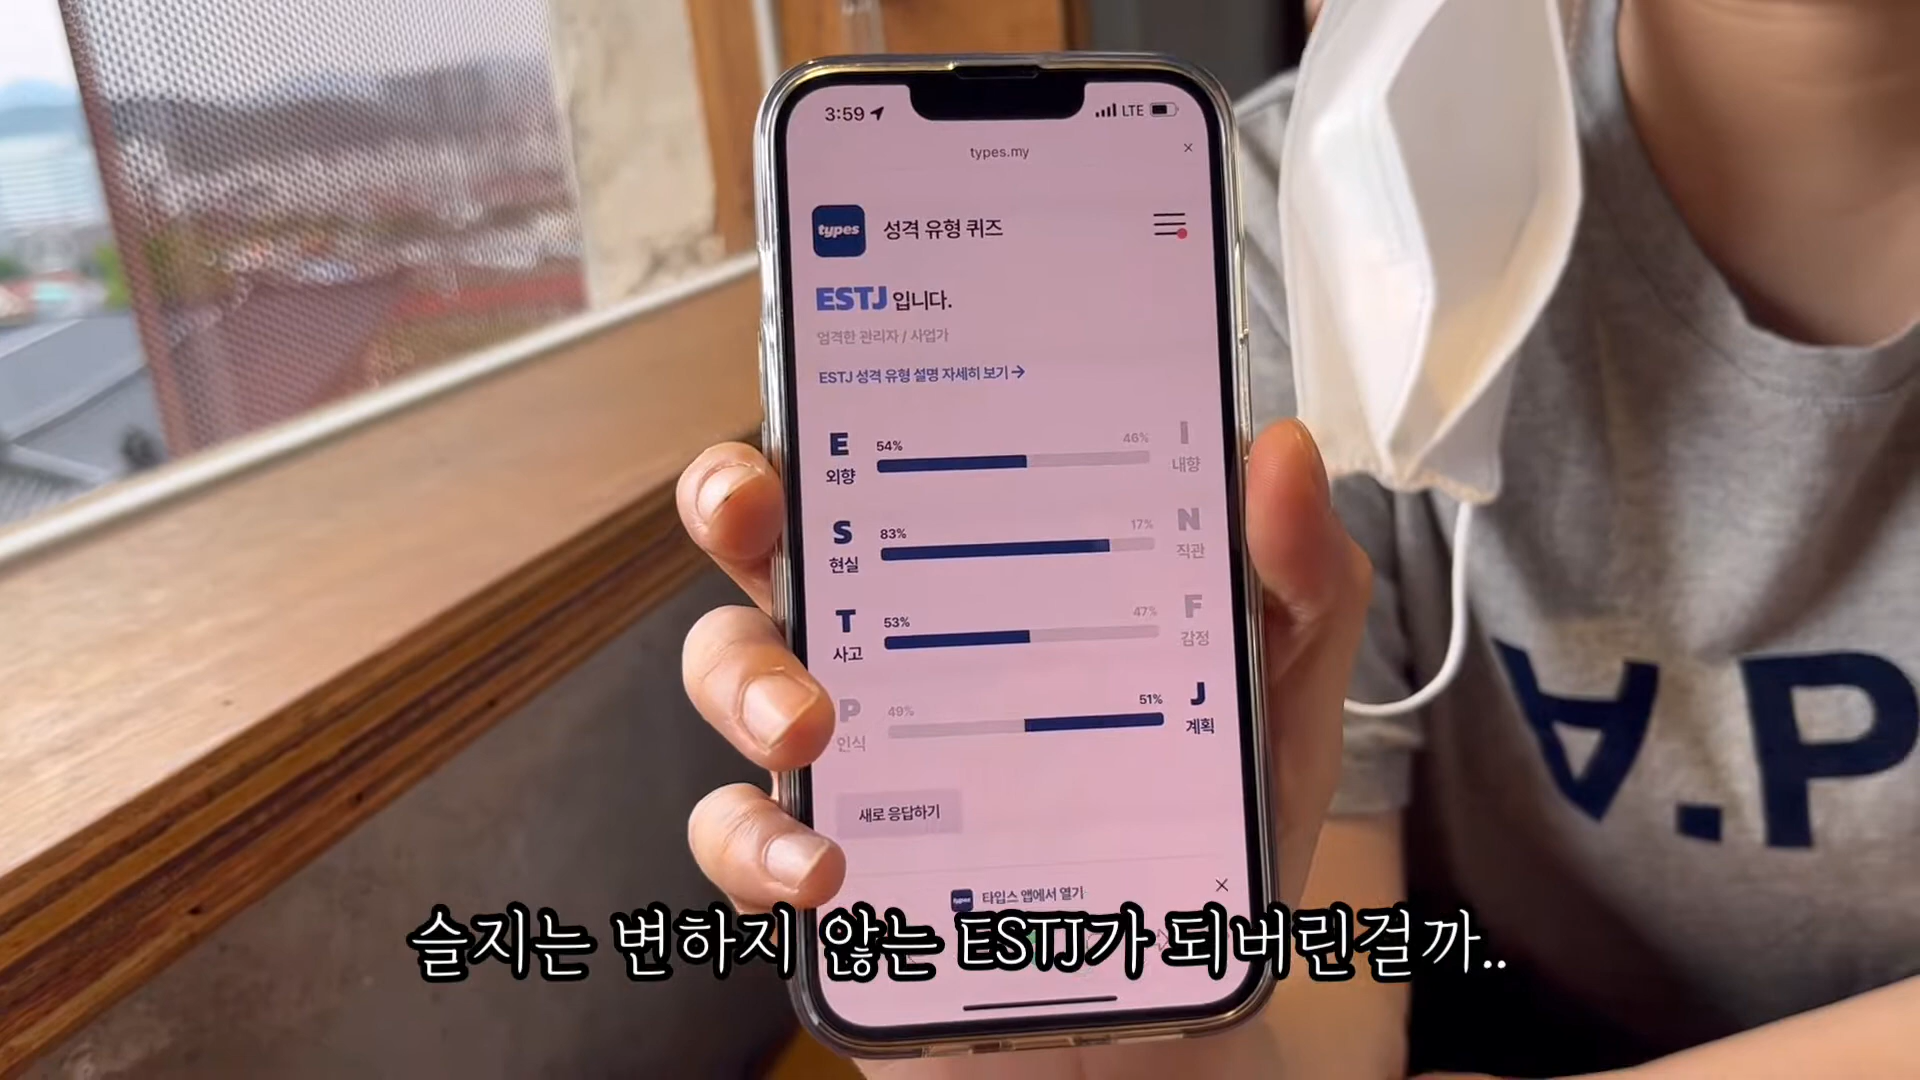 3:59
LTE
types.my
types
성격 유형 퀴즈
ESTJ 입니다.
엄격한 관리자 / 사업가
ESTJ 성격 유형 설명 자세히 보기→
E 54% 46% I
외향 내향
S 83% 17% N
현실 직관
T 53% 47% F
사고 감정
P 49% 51% J
인식 계획
새로 응답하기
types 타입스 앱에서 열기
슬지는 변하지 않는 ESTJ가 되버린걸까..
A.P